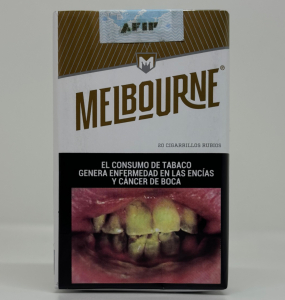 AFIP
MELBOURNE®
20 CIGARRILLOS RUBIOS
EL CONSUMO DE TABACO
GENERA ENFERMEDAD EN LAS ENCÍAS
Y CÁNCER DE BOCA